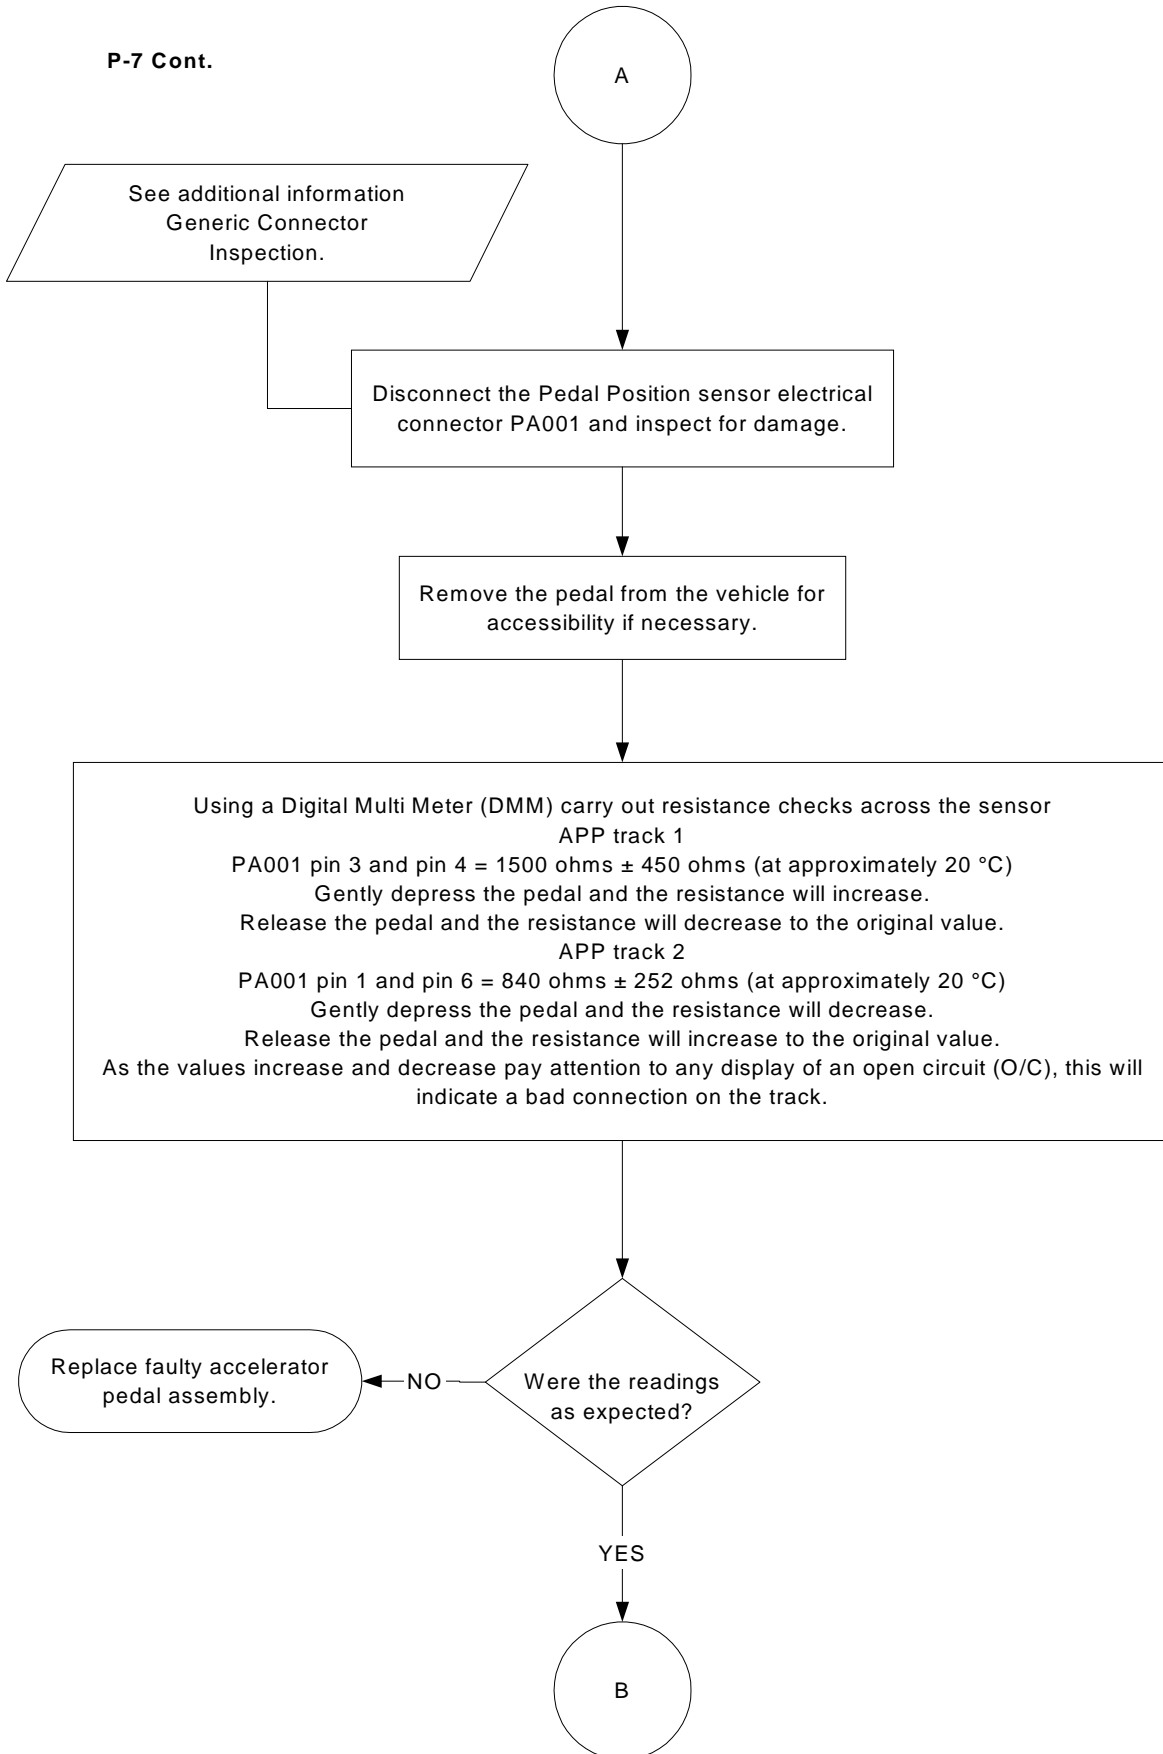 P-7 Cont.
A
See additional information
Generic Connector
Inspection.
Disconnect the Pedal Position sensor electrical
connector PA001 and inspect for damage.
Remove the pedal from the vehicle for
accessibility if necessary.
Using a Digital Multi Meter (DMM) carry out resistance checks across the sensor
APP track 1
PA001 pin 3 and pin 4 = 1500 ohms ± 450 ohms (at approximately 20 °C)
Gently depress the pedal and the resistance will increase.
Release the pedal and the resistance will decrease to the original value.
APP track 2
PA001 pin 1 and pin 6 = 840 ohms ± 252 ohms (at approximately 20 °C)
Gently depress the pedal and the resistance will decrease.
Release the pedal and the resistance will increase to the original value.
As the values increase and decrease pay attention to any display of an open circuit (O/C), this will
indicate a bad connection on the track.
Were the readings
as expected?
NO
Replace faulty accelerator
pedal assembly.
YES
B